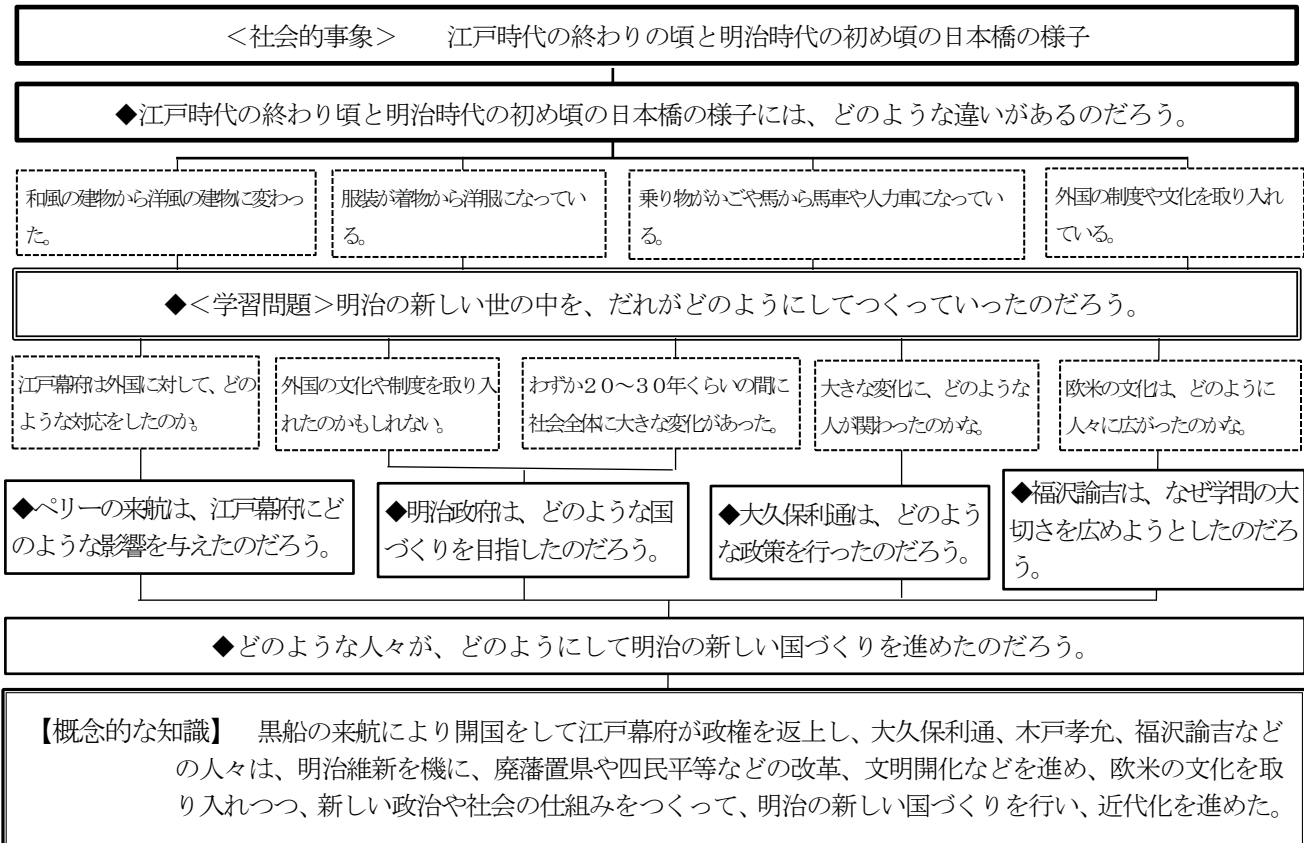 ＜社会的事象＞　江戸時代の終わりの頃と明治時代の初め頃の日本橋の様子
◆江戸時代の終わり頃と明治時代の初め頃の日本橋の様子には、どのような違いがあるのだろう。
和風の建物から洋風の建物に変わっ
た。
服装が着物から洋服になってい
る。
乗り物がかごや馬から馬車や人力車になってい
る。
外国の制度や文化を取り入れ
ている。
◆＜学習問題＞明治の新しい世の中を、だれがどのようにしてつくっていったのだろう。
江戸幕府は外国に対して、どの
ような対応をしたのか。
外国の文化や制度を取り入
れたのかもしれない。
わずか２０～３０年くらいの間に
社会全体に大きな変化があった。
大きな変化に、どのような
人が関わったのかな。
欧米の文化は、どのように
人々に広がったのかな。
◆ペリーの来航は、江戸幕府にど
のような影響を与えたのだろう。
◆明治政府は、どのような国
づくりを目指したのだろう。
◆大久保利通は、どのよう
な政策を行ったのだろう。
◆福沢諭吉は、なぜ学問の大
切さを広めようとしたのだろ
う。
◆どのような人々が、どのようにして明治の新しい国づくりを進めたのだろう。
【概念的な知識】　黒船の来航により開国をして江戸幕府が政権を返上し、大久保利通、木戸孝允、福沢諭吉など
の人々は、明治維新を機に、廃藩置県や四民平等などの改革、文明開化などを進め、欧米の文化を取
り入れつつ、新しい政治や社会の仕組みをつくって、明治の新しい国づくりを行い、近代化を進めた。